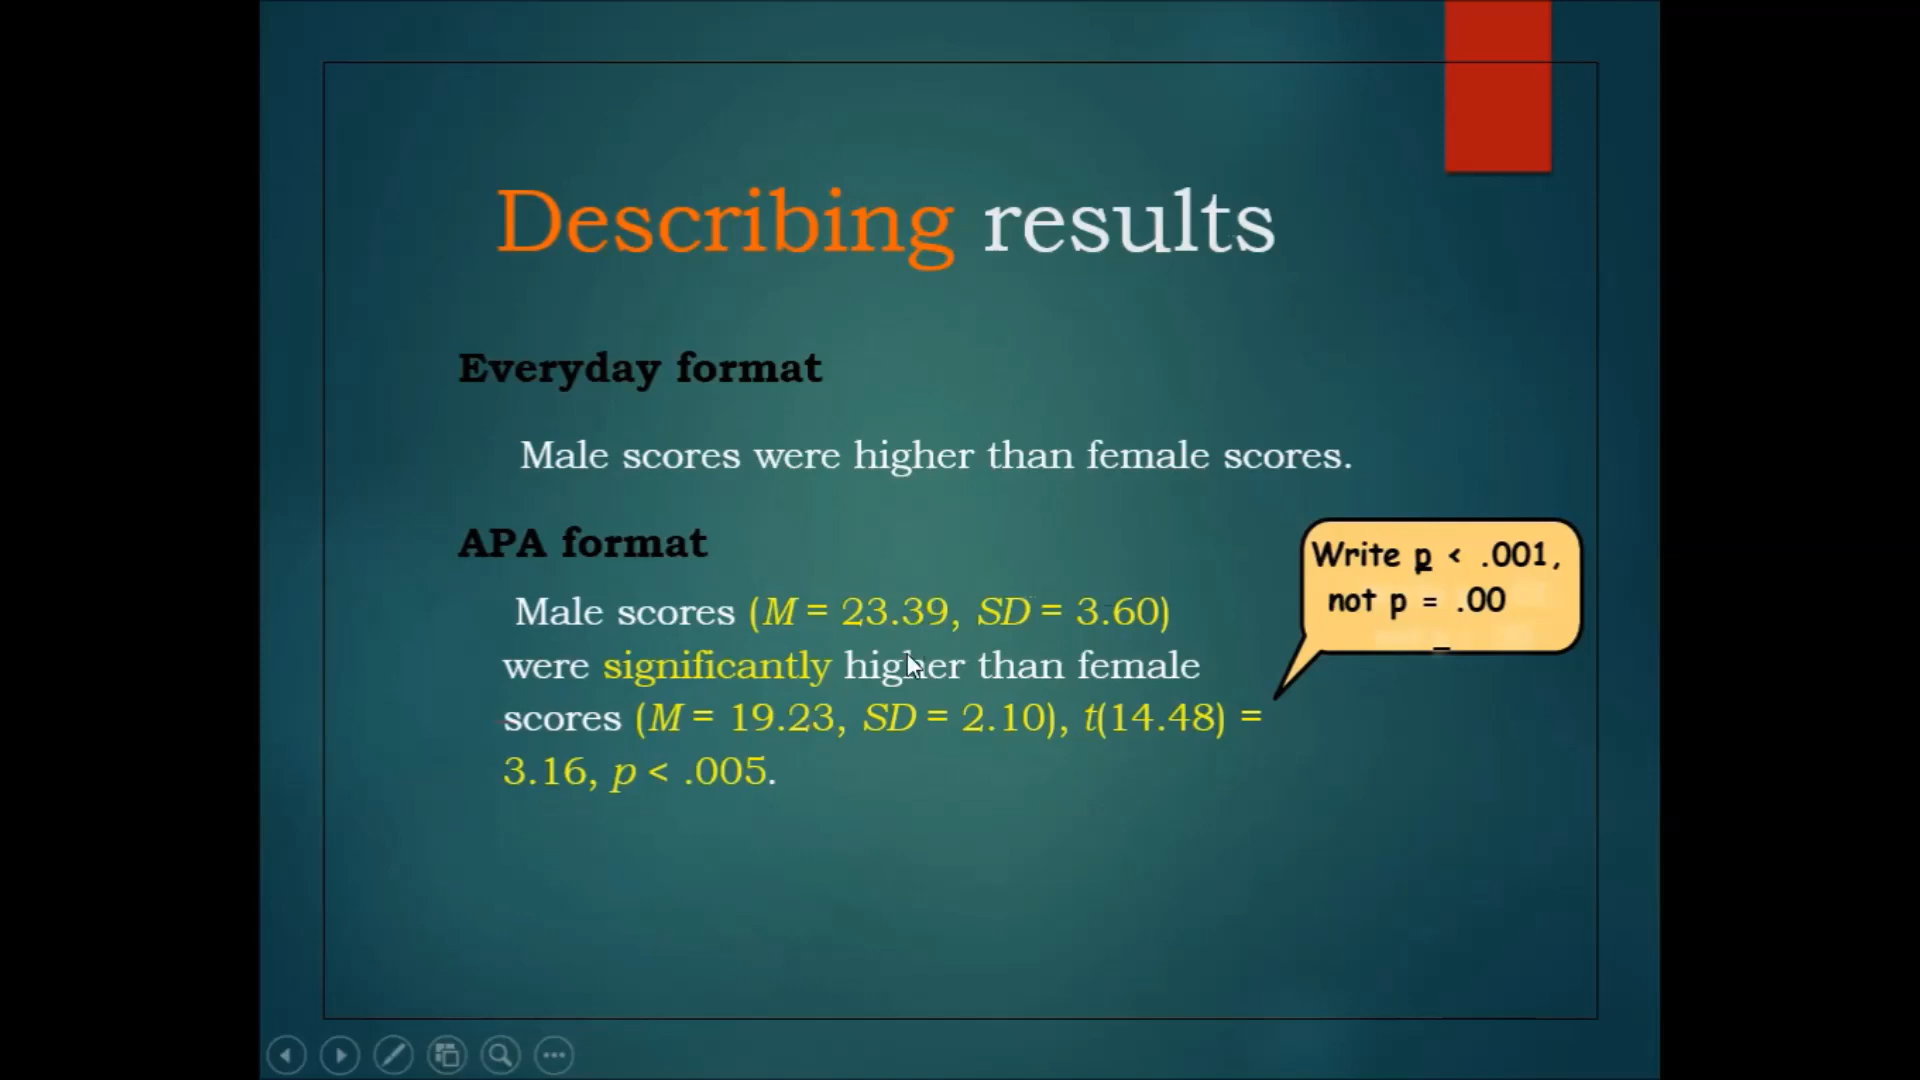 Describing results
Everyday format
Male scores were higher than female scores.
APA format
Male scores (M = 23.39, SD = 3.60)
were significantly higher than female
scores (M = 19.23, SD = 2.10), t(14.48) =
3.16, p < .005.
Write p < .001,
not p = .00